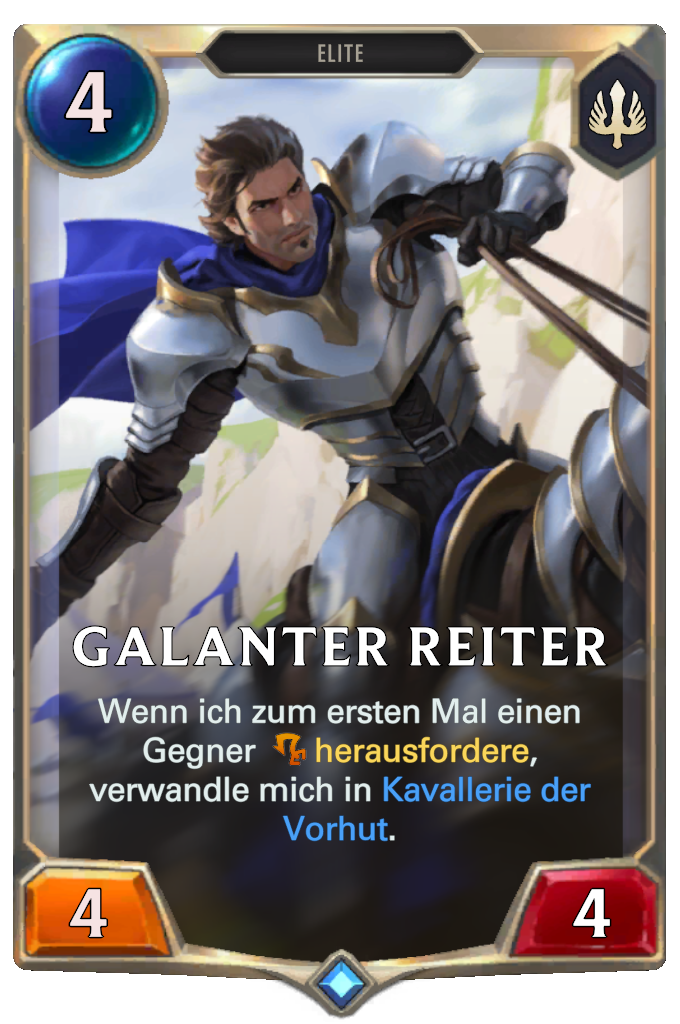 4
ELITE
GALANTER REITER
Wenn ich zum ersten Mal einen
Gegner herausfordere,
verwandle mich in Kavallerie der
Vorhut.
4
4